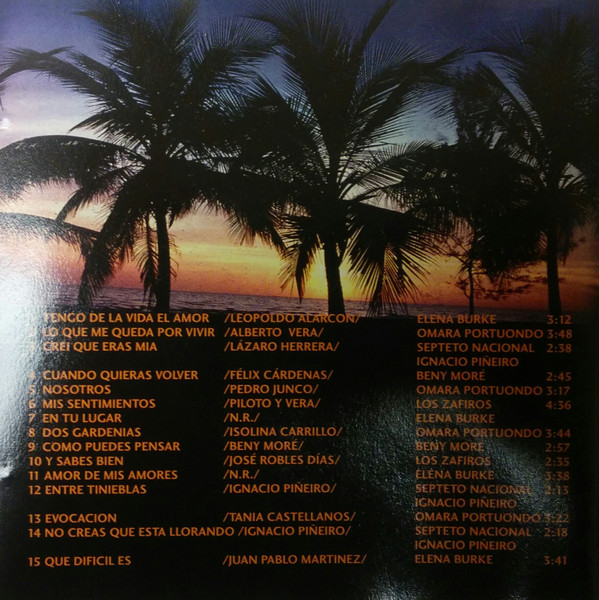 1 TENGO DE LA VIDA EL AMOR /LEOPOLDO ALARCON/ ELENA BURKE 3:12
2 LO QUE ME QUEDA POR VIVIR /ALBERTO VERA/ OMARA PORTUONDO 3:48
3 CREI QUE ERAS MIA /LÁZARO HERRERA/ SEPTETO NACIONAL 2:38
IGNACIO PIÑEIRO
4 CUANDO QUIERAS VOLVER /FÉLIX CÁRDENAS/ BENY MORÉ 2:45
5 NOSOTROS /PEDRO JUNCO/ OMARA PORTUONDO 3:17
6 MIS SENTIMIENTOS /PILOTO Y VERA/ LOS ZAFIROS 4:36
7 EN TU LUGAR /N.R./ ELENA BURKE
8 DOS GARDENIAS /ISOLINA CARRILLO/ OMARA PORTUONDO 3:44
9 COMO PUEDES PENSAR /BENY MORÉ/ BENY MORÉ 2:57
10 Y SABES BIEN /JOSÉ ROBLES DÍAS/ LOS ZAFIROS 2:35
11 AMOR DE MIS AMORES /N.R./ ELENA BURKE 3:38
12 ENTRE TINIEBLAS /IGNACIO PIÑEIRO/ SEPTETO NACIONAL 2:13
IGNACIO PIÑEIRO
13 EVOCACION /TANIA CASTELLANOS/ OMARA PORTUONDO 3:22
14 NO CREAS QUE ESTA LLORANDO /IGNACIO PIÑEIRO/ SEPTETO NACIONAL 2:18
IGNACIO PIÑEIRO
15 QUE DIFICIL ES /JUAN PABLO MARTINEZ/ ELENA BURKE 3:41